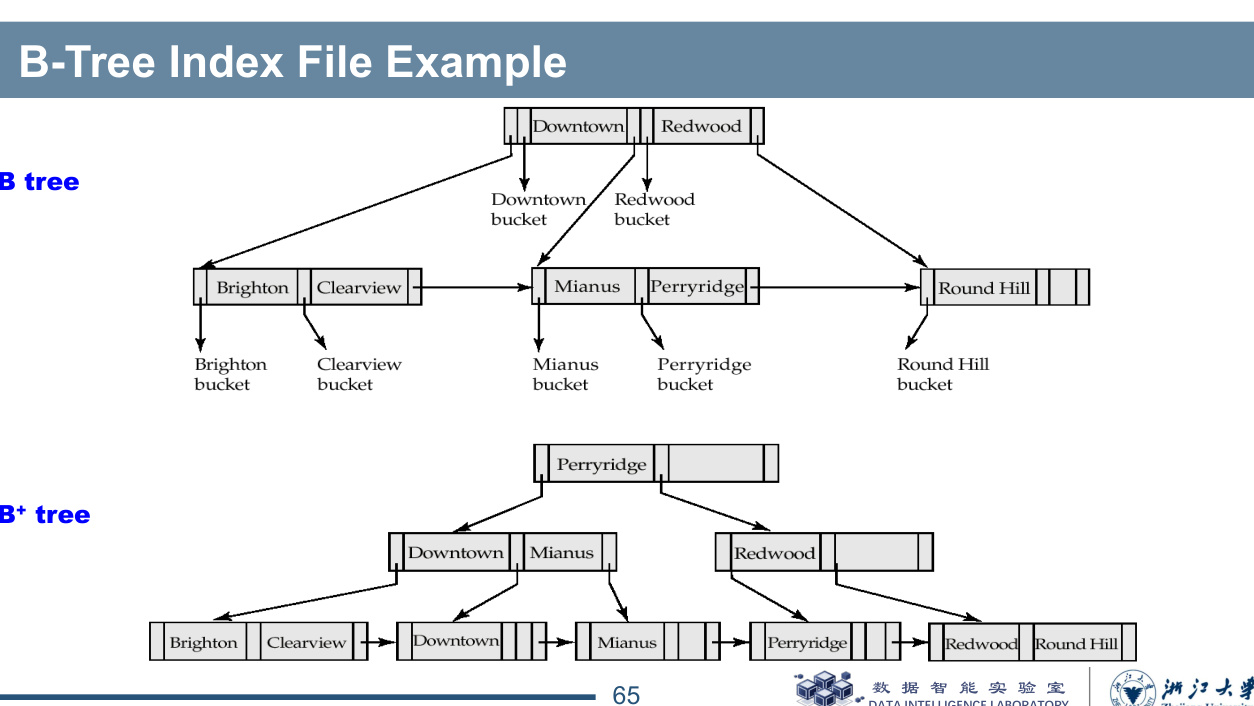 B-Tree Index File Example
Downtown Redwood
B tree
Downtown Redwood
bucket bucket
Brighton Clearview Mianus Perryridge Round Hill
Brighton Clearview Mianus Perryridge Round Hill
bucket bucket bucket bucket bucket
Perryridge
B+ tree
Downtown Mianus Redwood
Brighton Clearview Downtown Mianus Perryridge Redwood Round Hill
65
数据智能实验室
DATA INTELLIGENCE LABORATORY
浙江大学